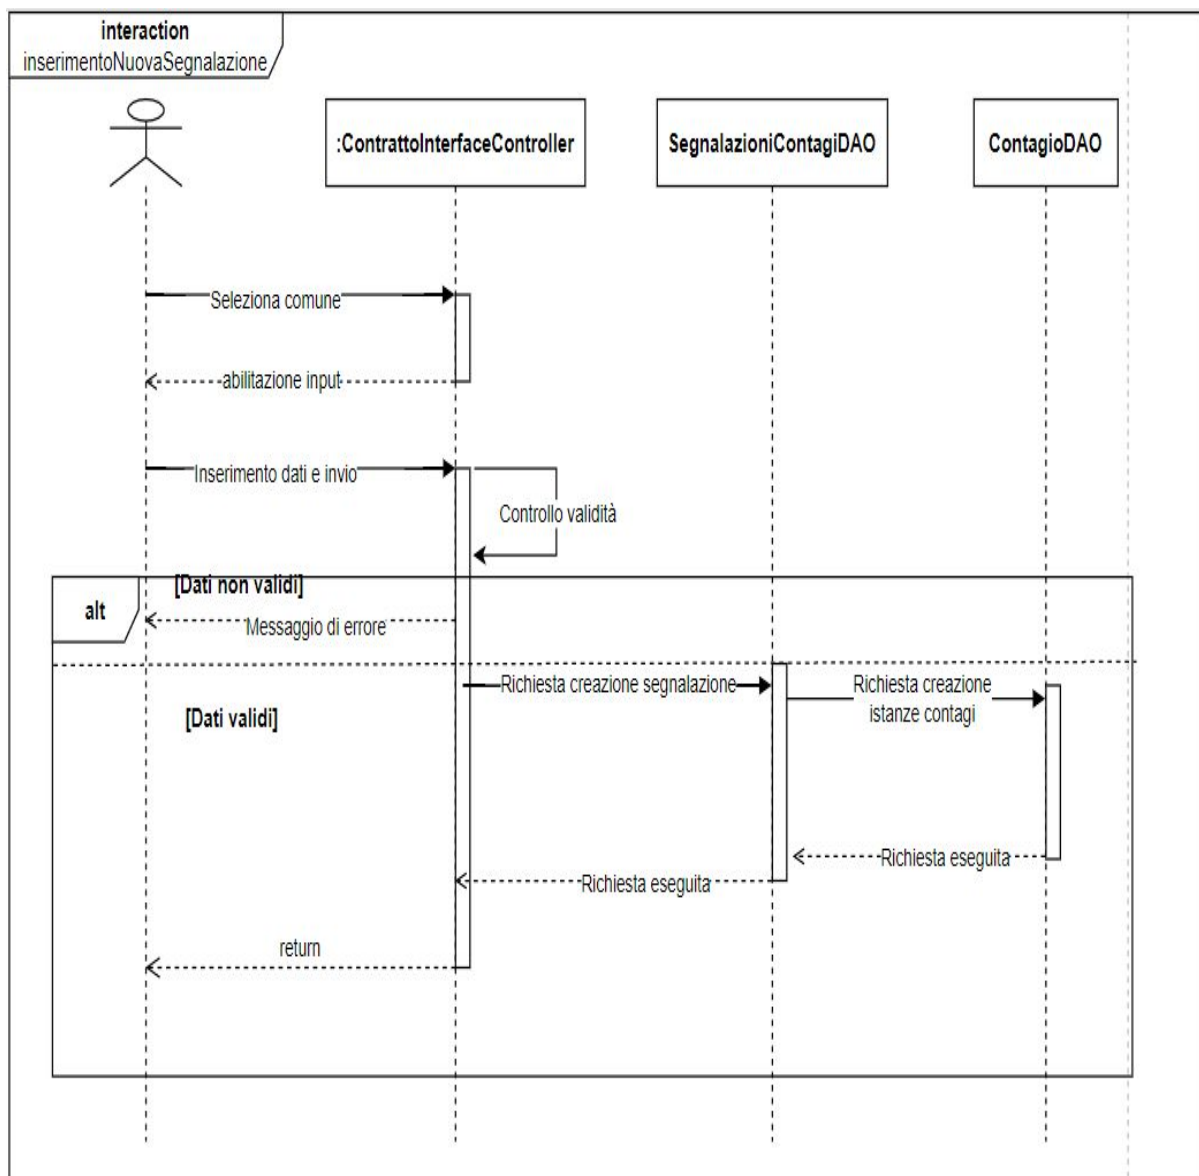 interaction
inserimentoNuovaSegnalazione
:ContrattoInterfaceController
SegnalazioniContagiDAO
ContagioDAO
Seleziona comune
abilitazione input
Inserimento dati e invio
Controllo validità
alt
[Dati non validi]
Messaggio di errore
Richiesta creazione segnalazione
Richiesta creazione
istanze contagi
[Dati validi]
Richiesta eseguita
Richiesta eseguita
return